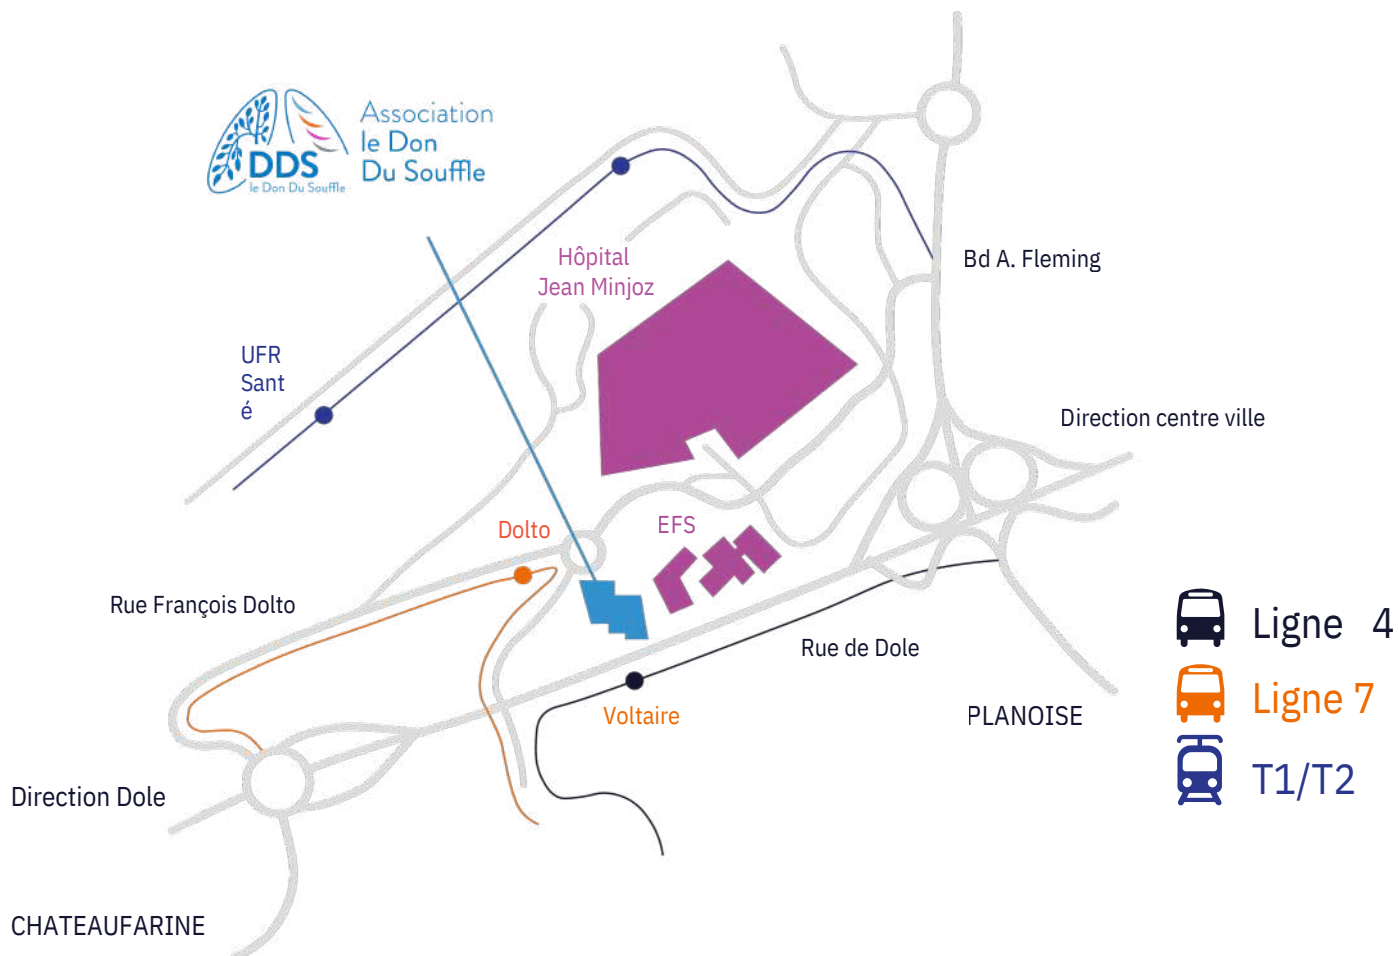 Association
le Don
Du Souffle
DDS
le Don Du Souffle
Hôpital
Jean Minjoz
Bd A. Fleming
UFR
Sant
é
Direction centre ville
Dolto
EFS
Rue François Dolto
Rue de Dole
Voltaire
PLANOISE
Ligne 4
Ligne 7
T1/T2
Direction Dole
CHATEAUFARINE